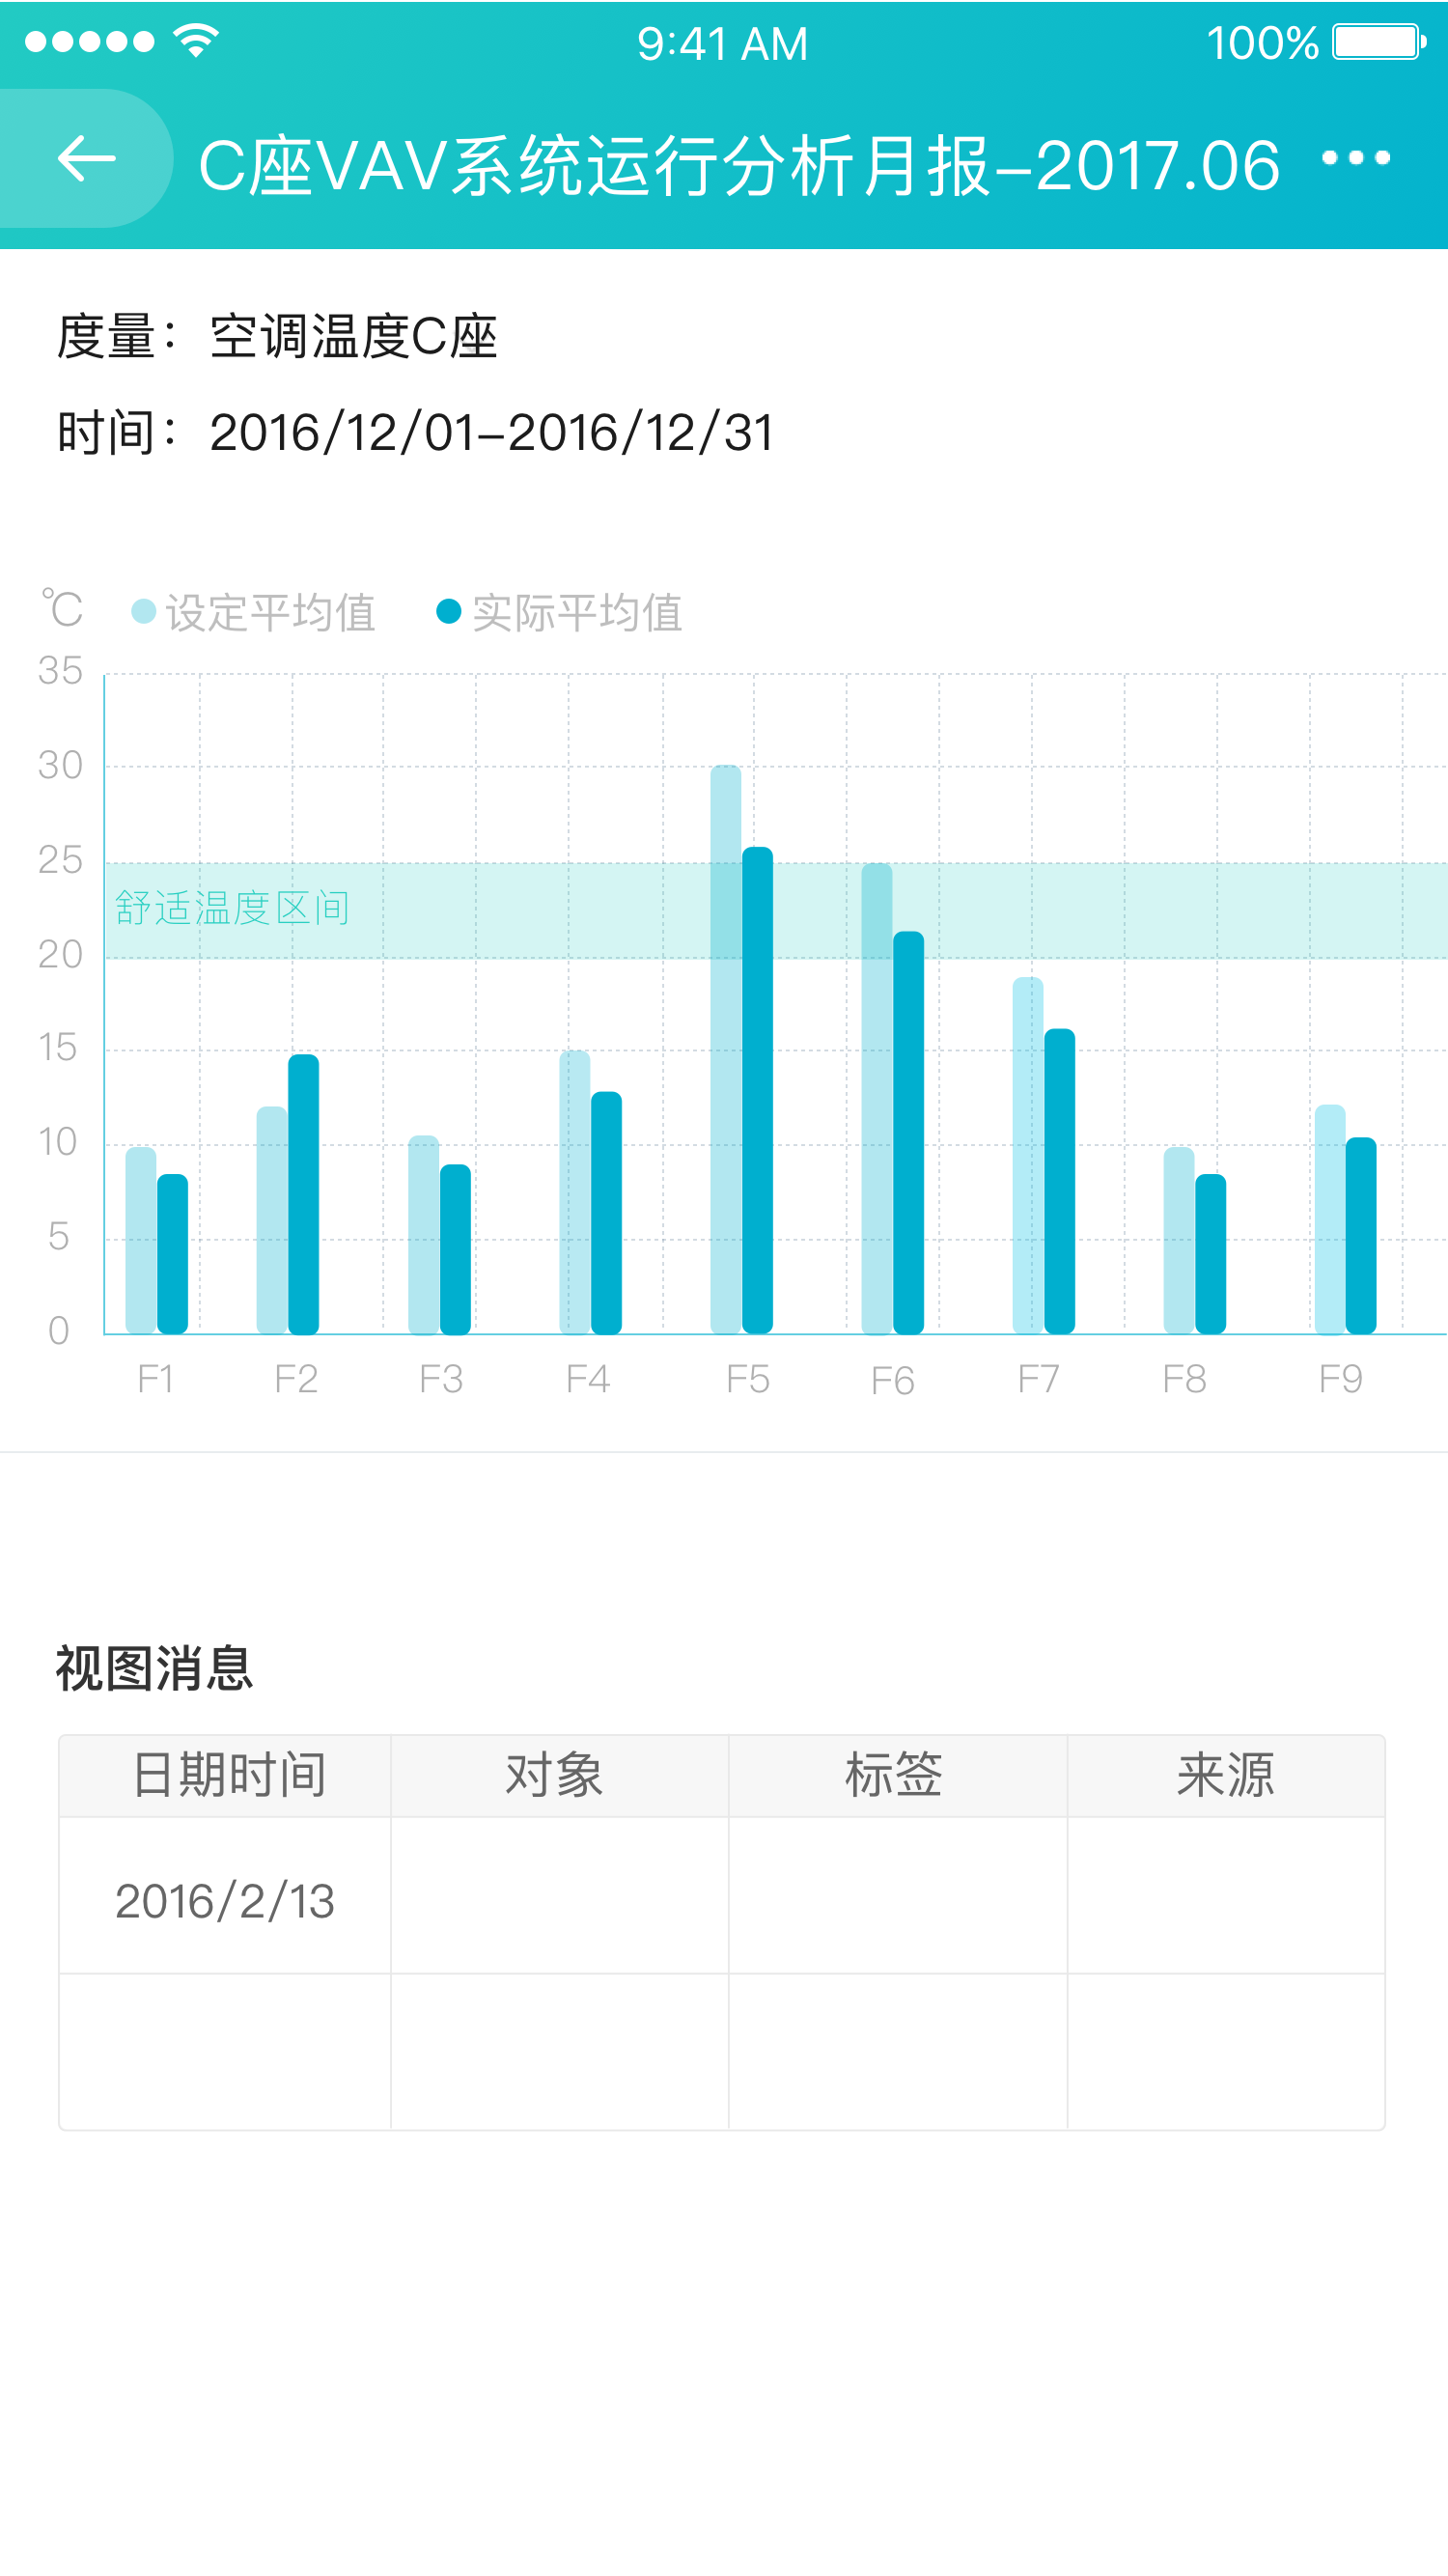 9:41 AM 100%
C座VAV系统运行分析月报-2017.06
度量：空调温度C座
时间：2016/12/01-2016/12/31
℃ 设定平均值 实际平均值
35
30
25
舒适温度区间
20
15
10
5
0
F1 F2 F3 F4 F5 F6 F7 F8 F9
视图消息
日期时间 对象 标签 来源
2016/2/13